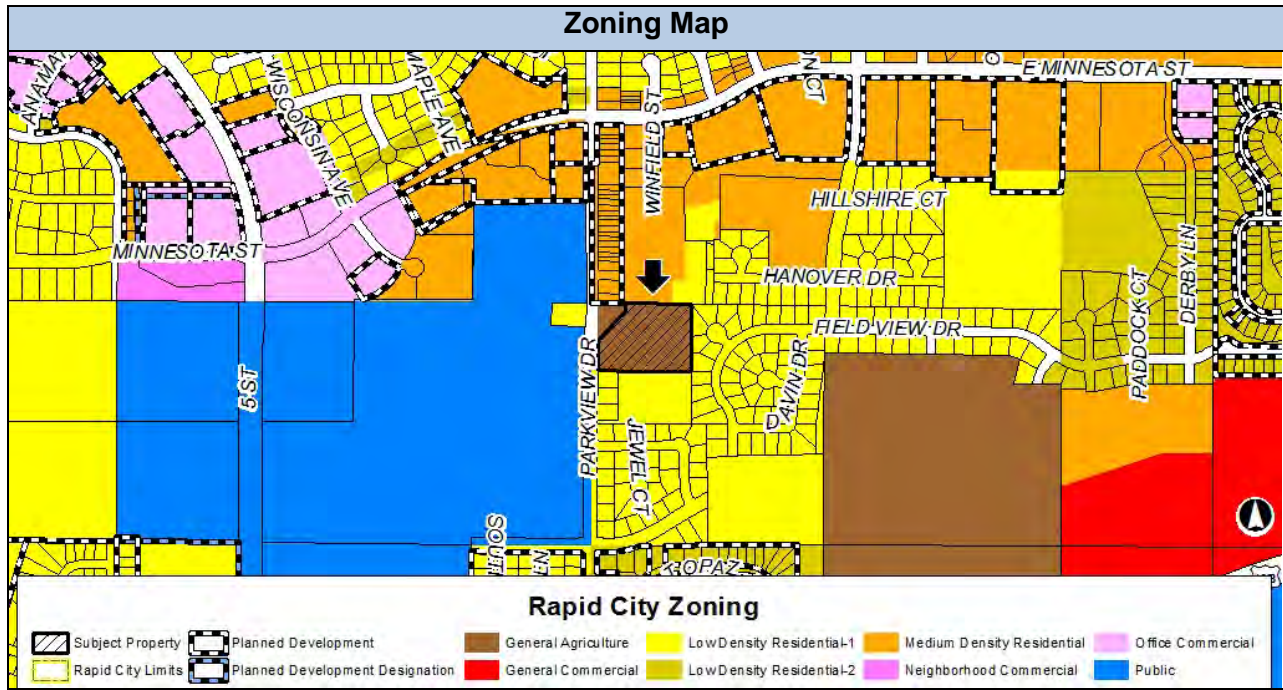 Zoning Map
E MINNESOTA ST
WISCONSIN AVE
MAPLE AVE
WINFIELD ST
N CT
HILLSHIRE CT
MINNESOTA ST
HANOVER DR
DERBY LN
PADDOCK CT
FIELD VIEW DR
PARKVIEW DR
DAVIN DR
5 ST
JEWEL CT
Rapid City Zoning
Subject Property
Planned Development
General Agriculture
Low Density Residential-1
Medium Density Residential
Office Commercial
Rapid City Limits
Planned Development Designation
General Commercial
Low Density Residential-2
Neighborhood Commercial
Public